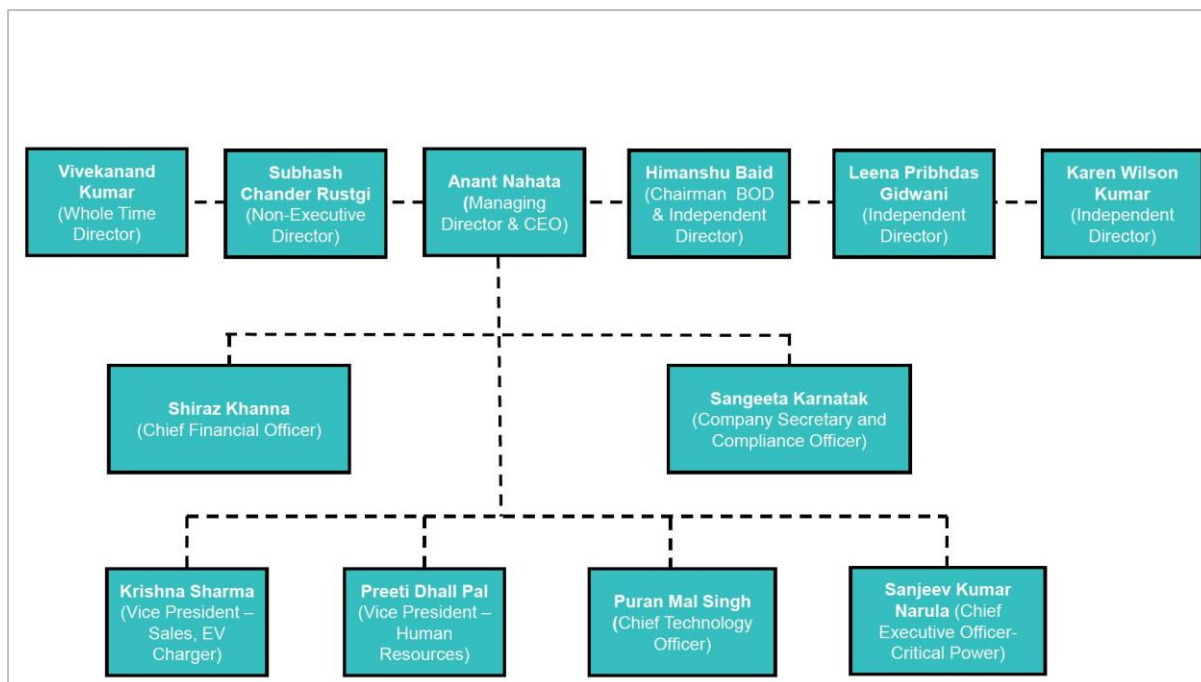 Vivekanand
Kumar
(Whole Time
Director)
Subhash
Chander Rustgi
(Non-Executive
Director)
Anant Nahata
(Managing
Director & CEO)
Himanshu Baid
(Chairman BOD
& Independent
Director)
Leena Pribhdas
Gidwani
(Independent
Director)
Karen Wilson
Kumar
(Independent
Director)
Shiraz Khanna
(Chief Financial Officer)
Sangeeta Karnatak
(Company Secretary and
Compliance Officer)
Krishna Sharma
(Vice President –
Sales, EV
Charger)
Preeti Dhall Pal
(Vice President –
Human
Resources)
Puran Mal Singh
(Chief Technology
Officer)
Sanjeev Kumar
Narula (Chief
Executive Officer-
Critical Power)